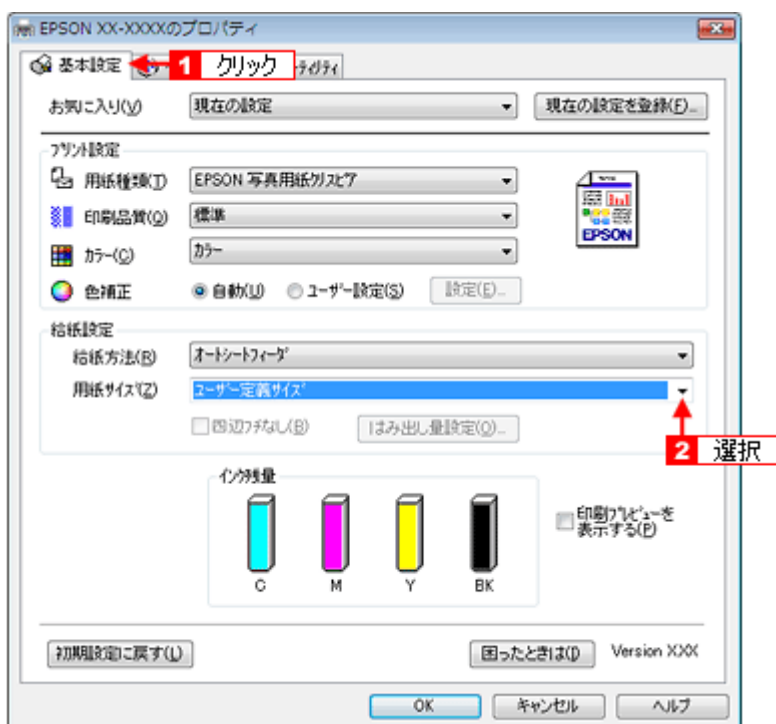 EPSON XX-XXXXのプロパティ
基本設定 1 クリック ーティリティ
お気に入り(V) 現在の設定 現在の設定を登録(F)...
プリント設定
用紙種類(T) EPSON 写真用紙クリスピア
EPSON
印刷品質(Q) 標準
カラー(C) カラー
色補正 自動(U) ユーザー設定(S) 設定(E)...
給紙設定
給紙方法(R) オートシートフィーダ
用紙サイズ(Z) ユーザー定義サイズ
四辺フチなし(B) はみ出し量設定(O)...
2 選択
インク残量
印刷プレビューを
表示する(P)
C M Y BK
初期設定に戻す(L) 困ったときは(I) Version X.XX
OK キャンセル ヘルプ